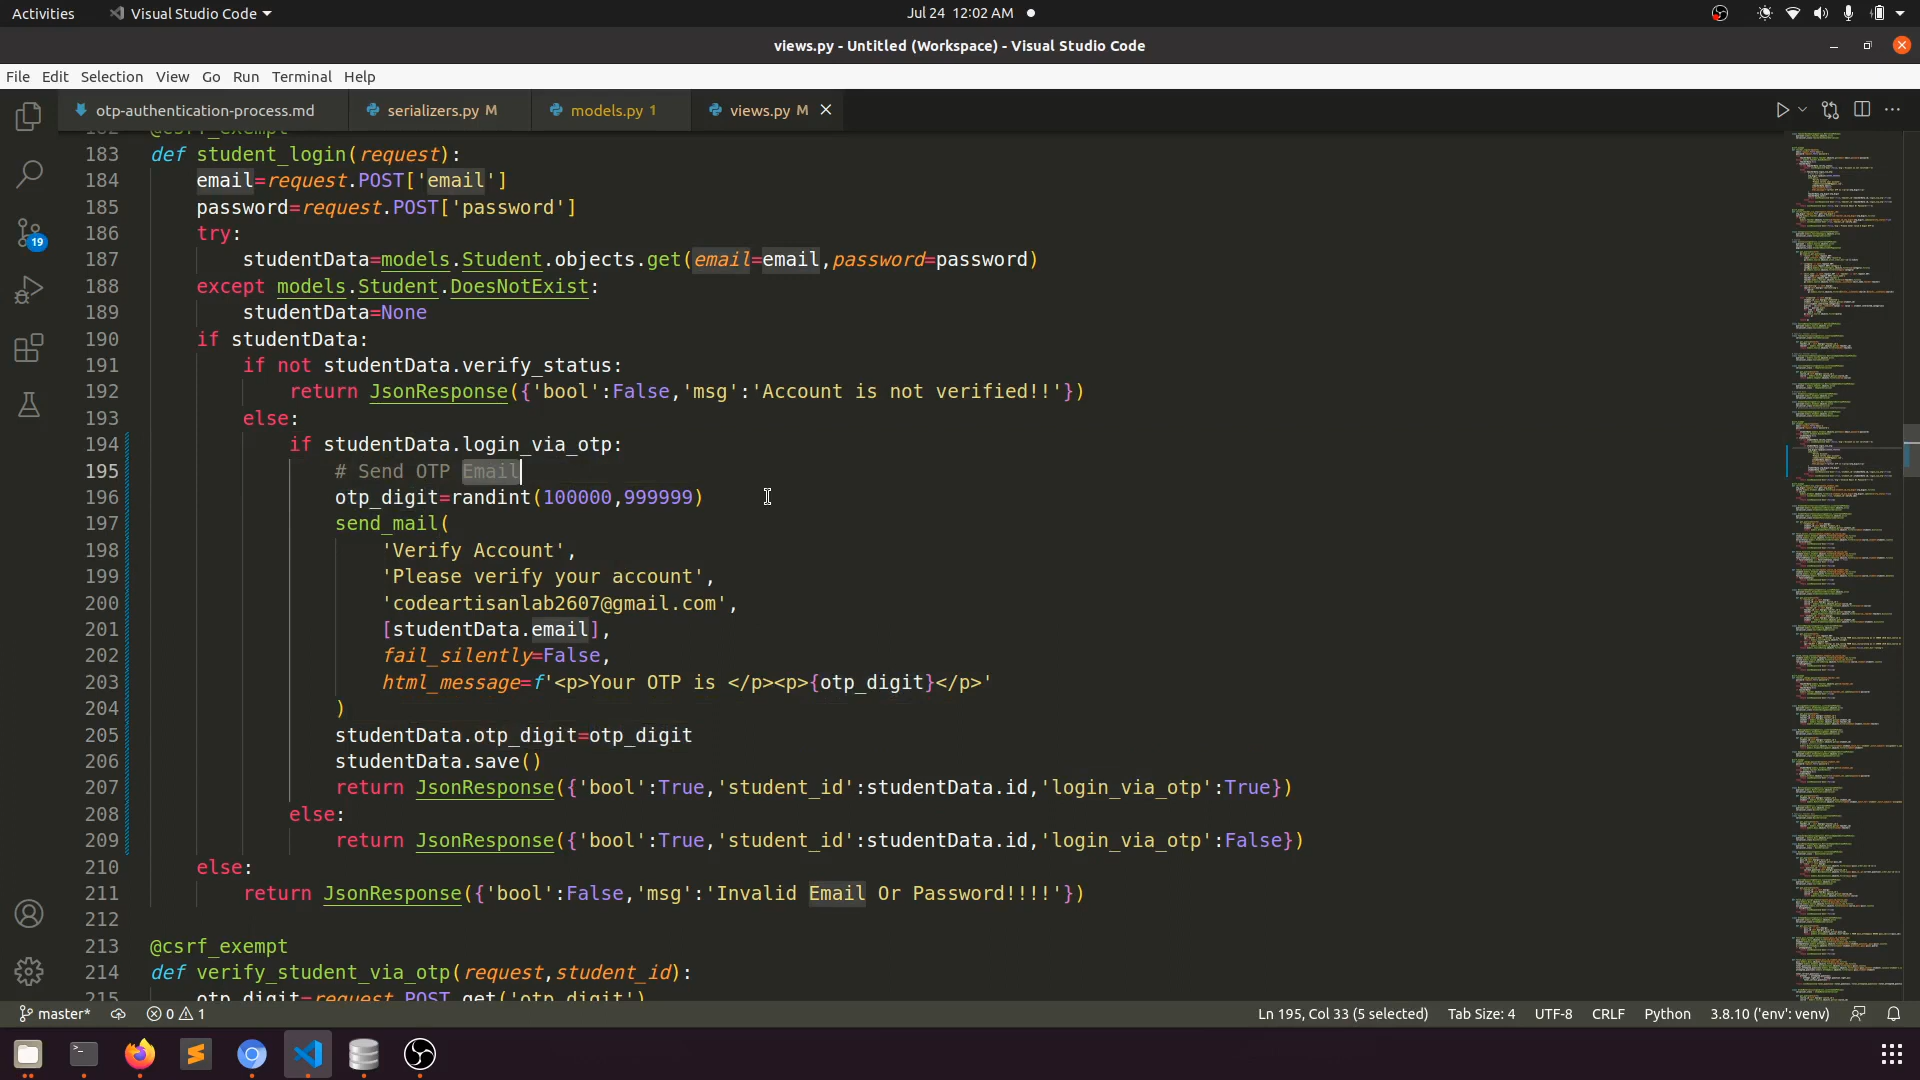 Activities Visual Studio Code Jul 24 12:02 AM
views.py - Untitled (Workspace) - Visual Studio Code
File Edit Selection View Go Run Terminal Help
otp-authentication-process.md serializers.py M models.py 1 views.py M
@csrf_exempt
183 def student_login(request):
184 email=request.POST['email']
185 password=request.POST['password']
186 try:
187 studentData=models.Student.objects.get(email=email,password=password)
188 except models.Student.DoesNotExist:
189 studentData=None
190 if studentData:
191 if not studentData.verify_status:
192 return JsonResponse({'bool':False,'msg':'Account is not verified!!'})
193 else:
194 if studentData.login_via_otp:
195 # Send OTP Email
196 otp_digit=randint(100000,999999)
197 send_mail(
198 'Verify Account',
199 'Please verify your account',
200 'codeartisanlab2607@gmail.com',
201 [studentData.email],
202 fail_silently=False,
203 html_message=f'<p>Your OTP is </p><p>{otp_digit}</p>'
204 )
205 studentData.otp_digit=otp_digit
206 studentData.save()
207 return JsonResponse({'bool':True,'student_id':studentData.id,'login_via_otp':True})
208 else:
209 return JsonResponse({'bool':True,'student_id':studentData.id,'login_via_otp':False})
210 else:
211 return JsonResponse({'bool':False,'msg':'Invalid Email Or Password!!!!'})
212
213 @csrf_exempt
214 def verify_student_via_otp(request,student_id):
215 otp_digit=request.POST.get('otp_digit')
19
master* 0 1 Ln 195, Col 33 (5 selected) Tab Size: 4 UTF-8 CRLF Python 3.8.10 ('env': venv)